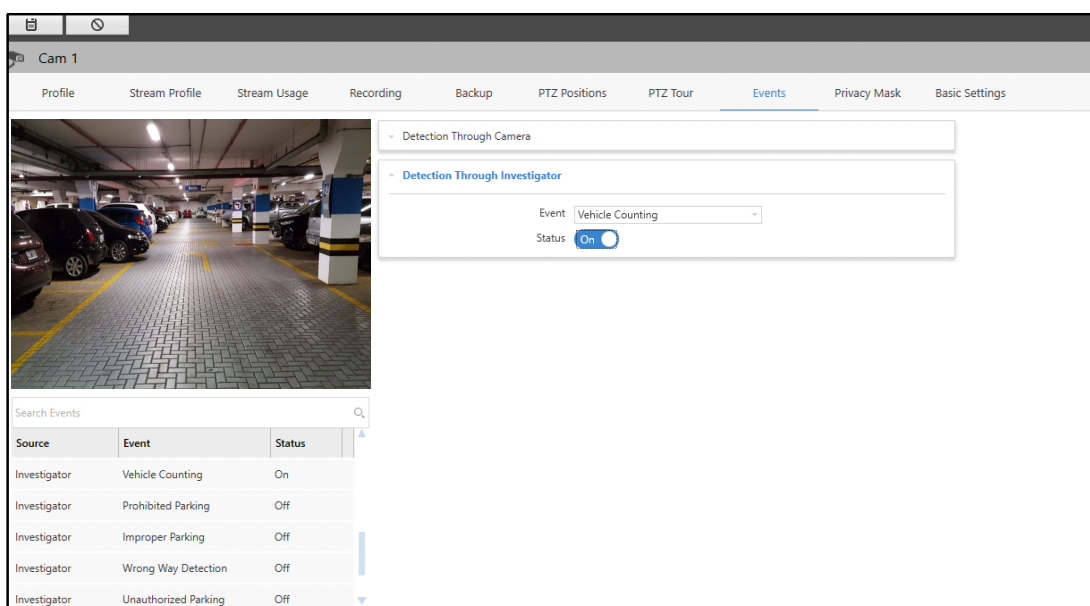 Cam 1
Profile Stream Profile Stream Usage Recording Backup PTZ Positions PTZ Tour Events Privacy Mask Basic Settings
Detection Through Camera
Detection Through Investigator
Event Vehicle Counting
Status On
Search Events
Source Event Status
Investigator Vehicle Counting On
Investigator Prohibited Parking Off
Investigator Improper Parking Off
Investigator Wrong Way Detection Off
Investigator Unauthorized Parking Off